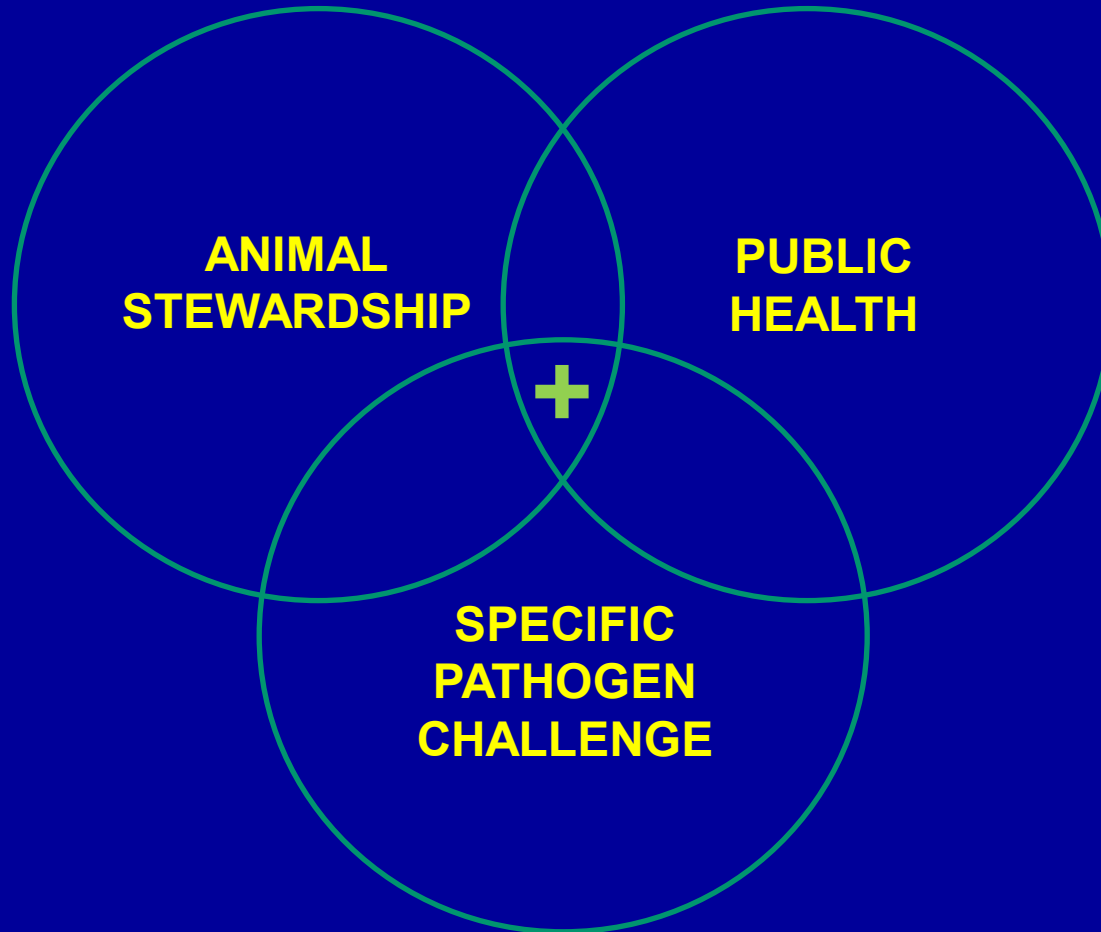 ANIMAL
STEWARDSHIP
PUBLIC
HEALTH
+
SPECIFIC
PATHOGEN
CHALLENGE